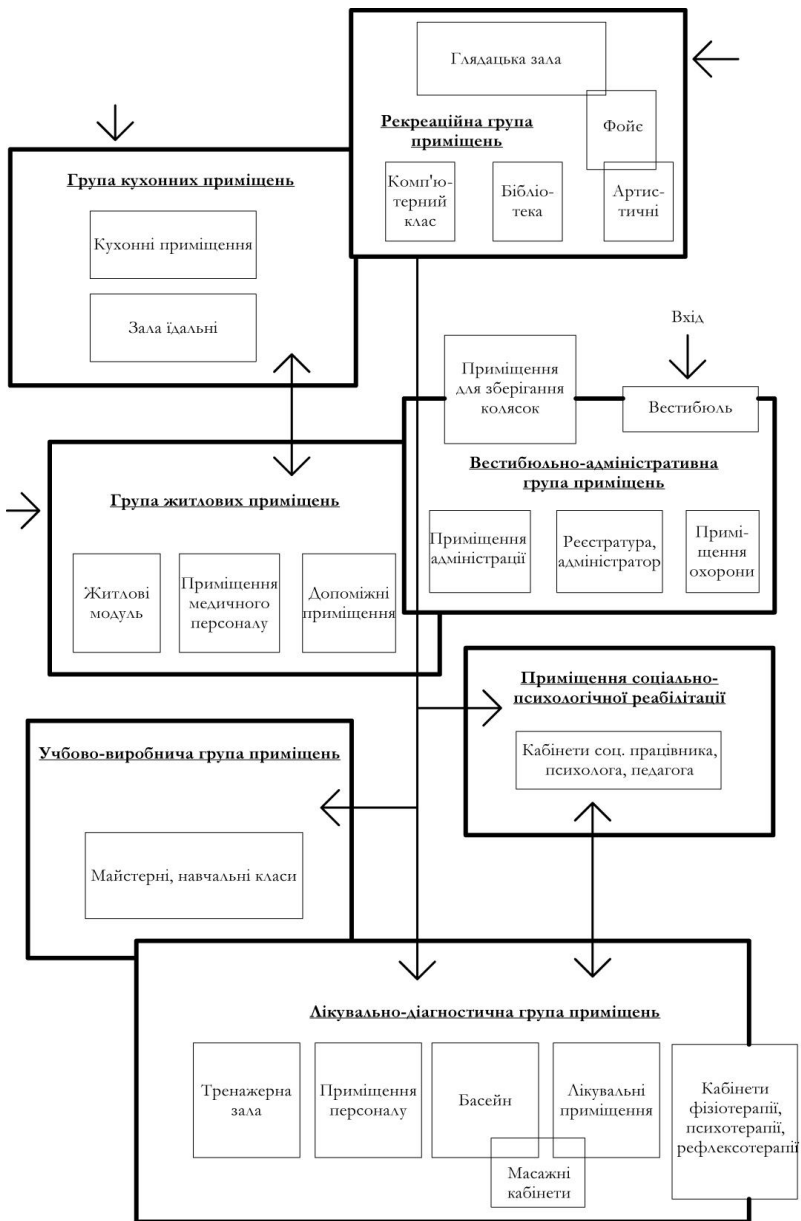 Глядацька зала
Рекреаційна група
приміщень
Фойє
Комп'ю-
терний
клас
Бібліо-
тека
Артис-
тичні
Група кухонних приміщень
Кухонні приміщення
Зала їдальні
Вхід
Приміщення
для зберігання
колясок
Вестибюль
Вестибюльно-адміністративна
група приміщень
Приміщення
адміністрації
Реєстратура,
адміністратор
Примі-
щення
охорони
Група житлових приміщень
Житлові
модуль
Приміщення
медичного
персоналу
Допоміжні
приміщення
Приміщення соціально-
психологічної реабілітації
Кабінети соц. працівника,
психолога, педагога
Учбово-виробнича група приміщень
Майстерні, навчальні класи
Лікувально-діагностична група приміщень
Тренажерна
зала
Приміщення
персоналу
Басейн
Лікувальні
приміщення
Масажні
кабінети
Кабінети
фізіотерапії,
психотерапії,
рефлексотерапії